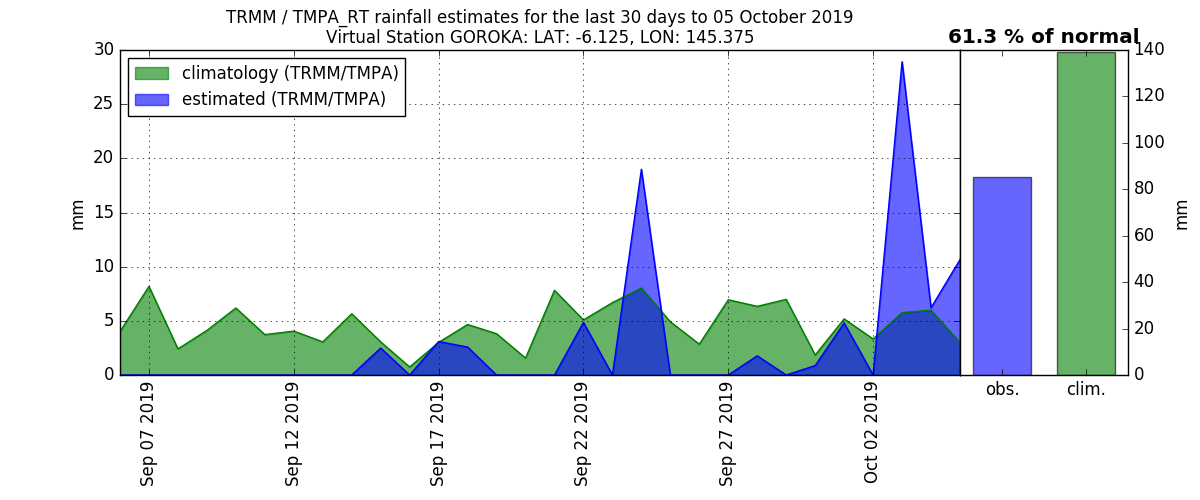 TRMM / TMPA_RT rainfall estimates for the last 30 days to 05 October 2019
Virtual Station GOROKA: LAT: -6.125, LON: 145.375
61.3 % of normal
climatology (TRMM/TMPA)
estimated (TRMM/TMPA)
30
25
20
15
10
5
0
mm
Sep 07 2019
Sep 12 2019
Sep 17 2019
Sep 22 2019
Sep 27 2019
Oct 02 2019
obs.
clim.
140
120
100
80
60
40
20
0
mm